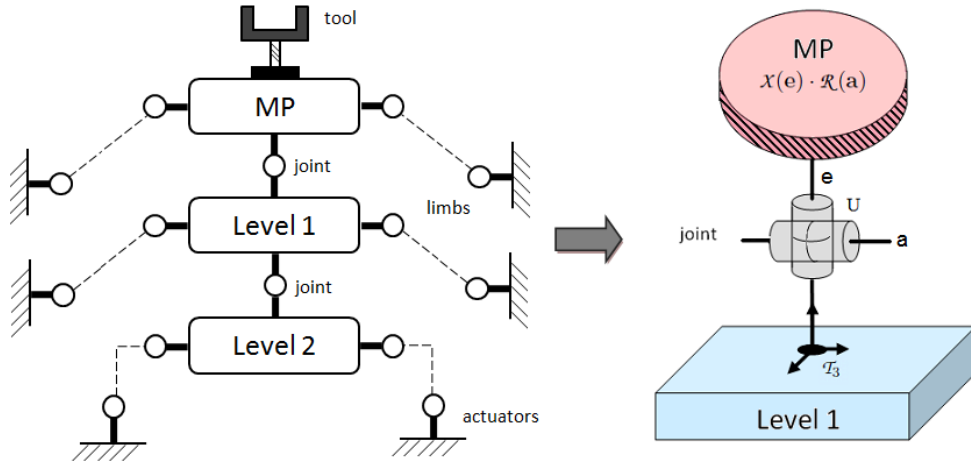 tool
MP
joint
limbs
Level 1
joint
Level 2
actuators
MP
X(e) · R(a)
e
U
joint
a
T₃
Level 1